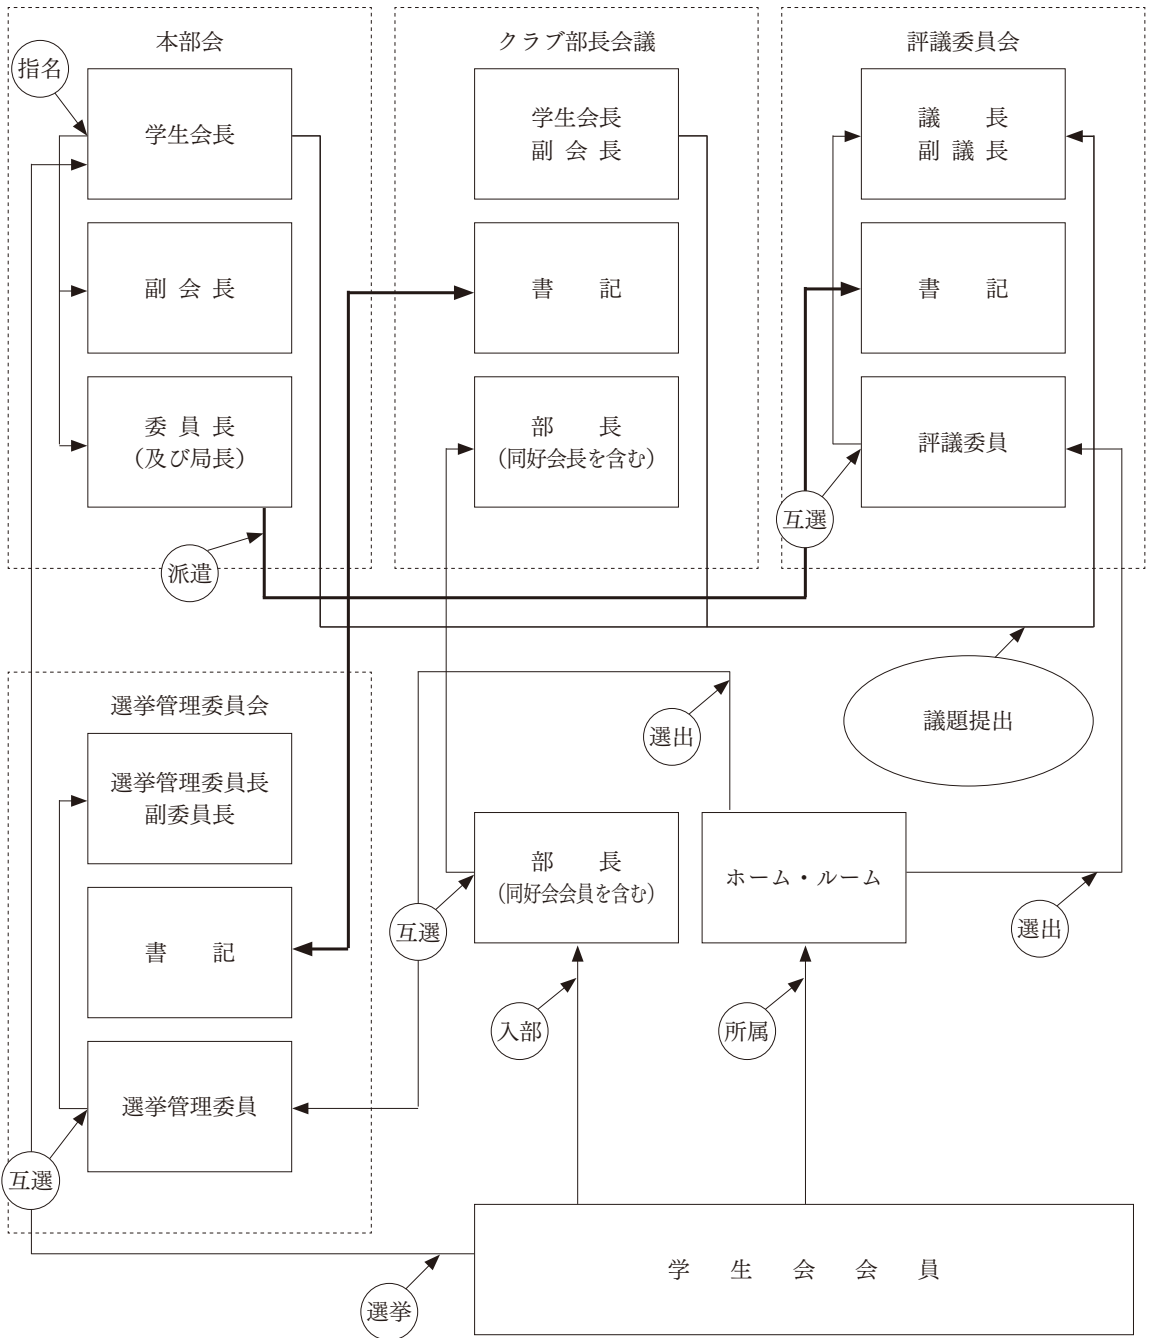 本部会
指名
学生会長
副会長
委員長
（及び局長）
派遣
クラブ部長会議
学生会長
副会長
書　　記
部　　長
（同好会長を含む）
評議委員会
議　　長
副議長
書　　記
評議委員
互選
議題提出
選挙管理委員会
選挙管理委員長
副委員長
書　　記
選挙管理委員
互選
選出
部　　長
（同好会会員を含む）
ホーム・ルーム
互選
選出
入部
所属
学　生　会　会　員
選挙